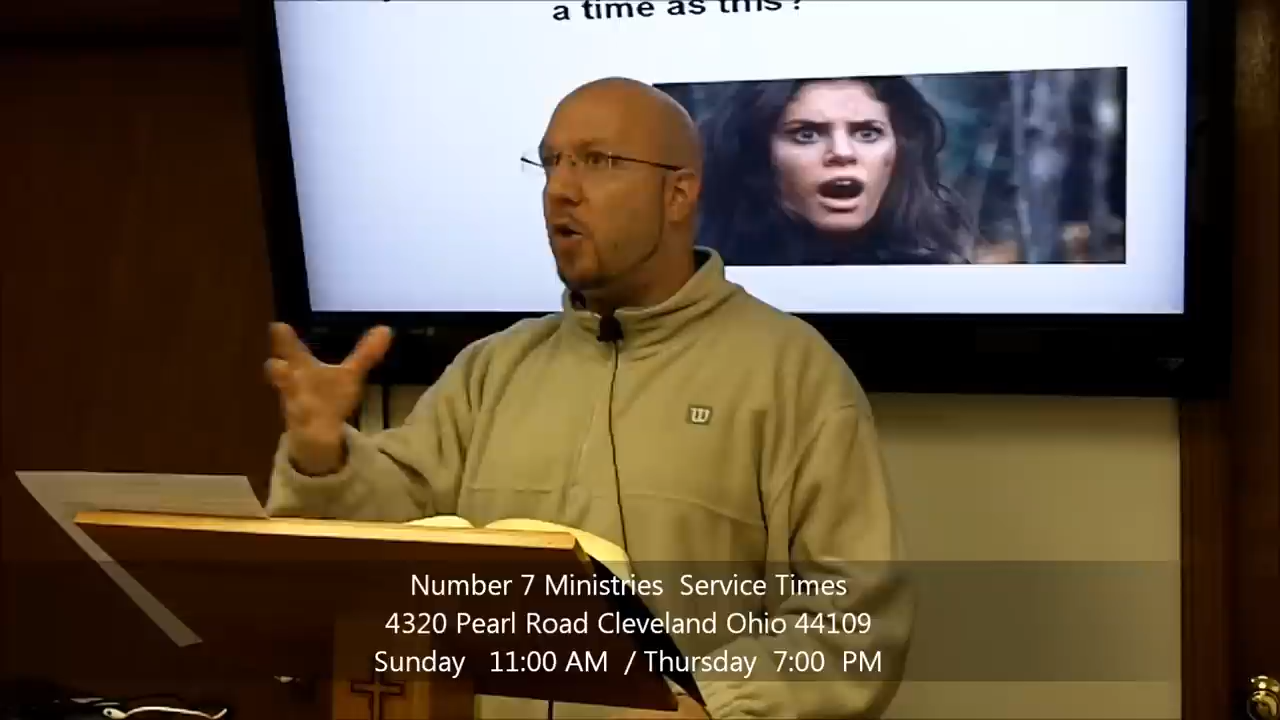 a time as this?
W
Number 7 Ministries Service Times
4320 Pearl Road Cleveland Ohio 44109
Sunday 11:00 AM / Thursday 7:00 PM